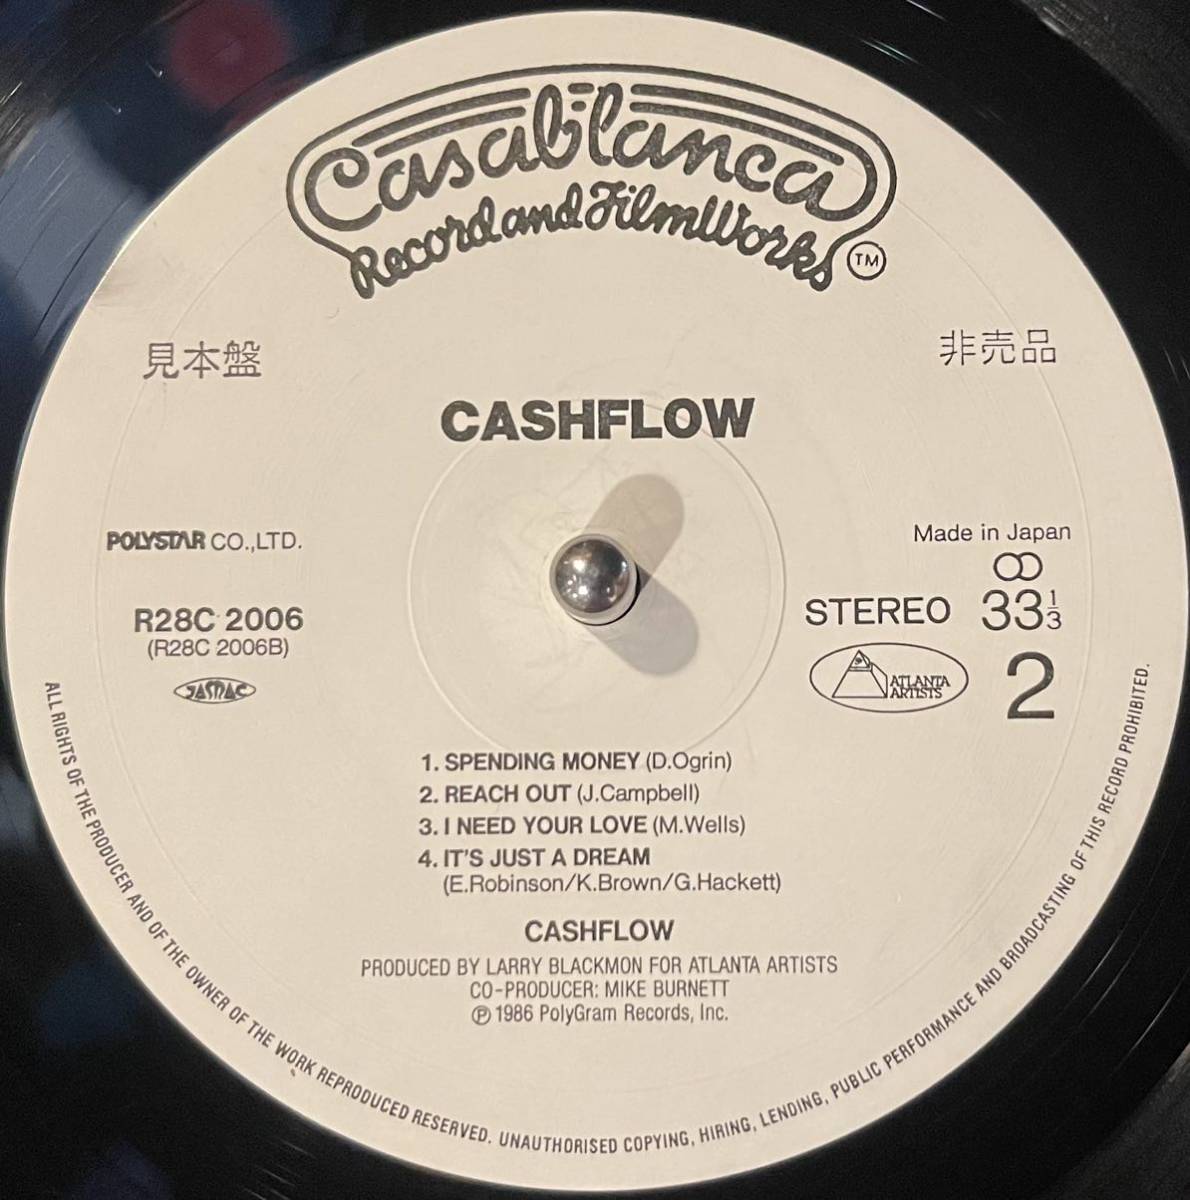 Casablanca
Record and FilmWorks
TM
見本盤
非売品
CASHFLOW
POLYSTAR CO.,LTD.
R28C 2006
(R28C 2006B)
JASRAC
Made in Japan
STEREO 33⅓
ATLANTA
ARTISTS
2
1. SPENDING MONEY (D.Ogrin)
2. REACH OUT (J.Campbell)
3. I NEED YOUR LOVE (M.Wells)
4. IT'S JUST A DREAM
(E.Robinson/K.Brown/G.Hackett)
CASHFLOW
PRODUCED BY LARRY BLACKMON FOR ATLANTA ARTISTS
CO-PRODUCER: MIKE BURNETT
Ⓟ 1986 PolyGram Records, Inc.
ALL RIGHTS OF THE PRODUCER AND OF THE OWNER OF THE WORK REPRODUCED RESERVED. UNAUTHORISED COPYING, HIRING, LENDING, PUBLIC PERFORMANCE AND BROADCASTING OF THIS RECORD PROHIBITED.